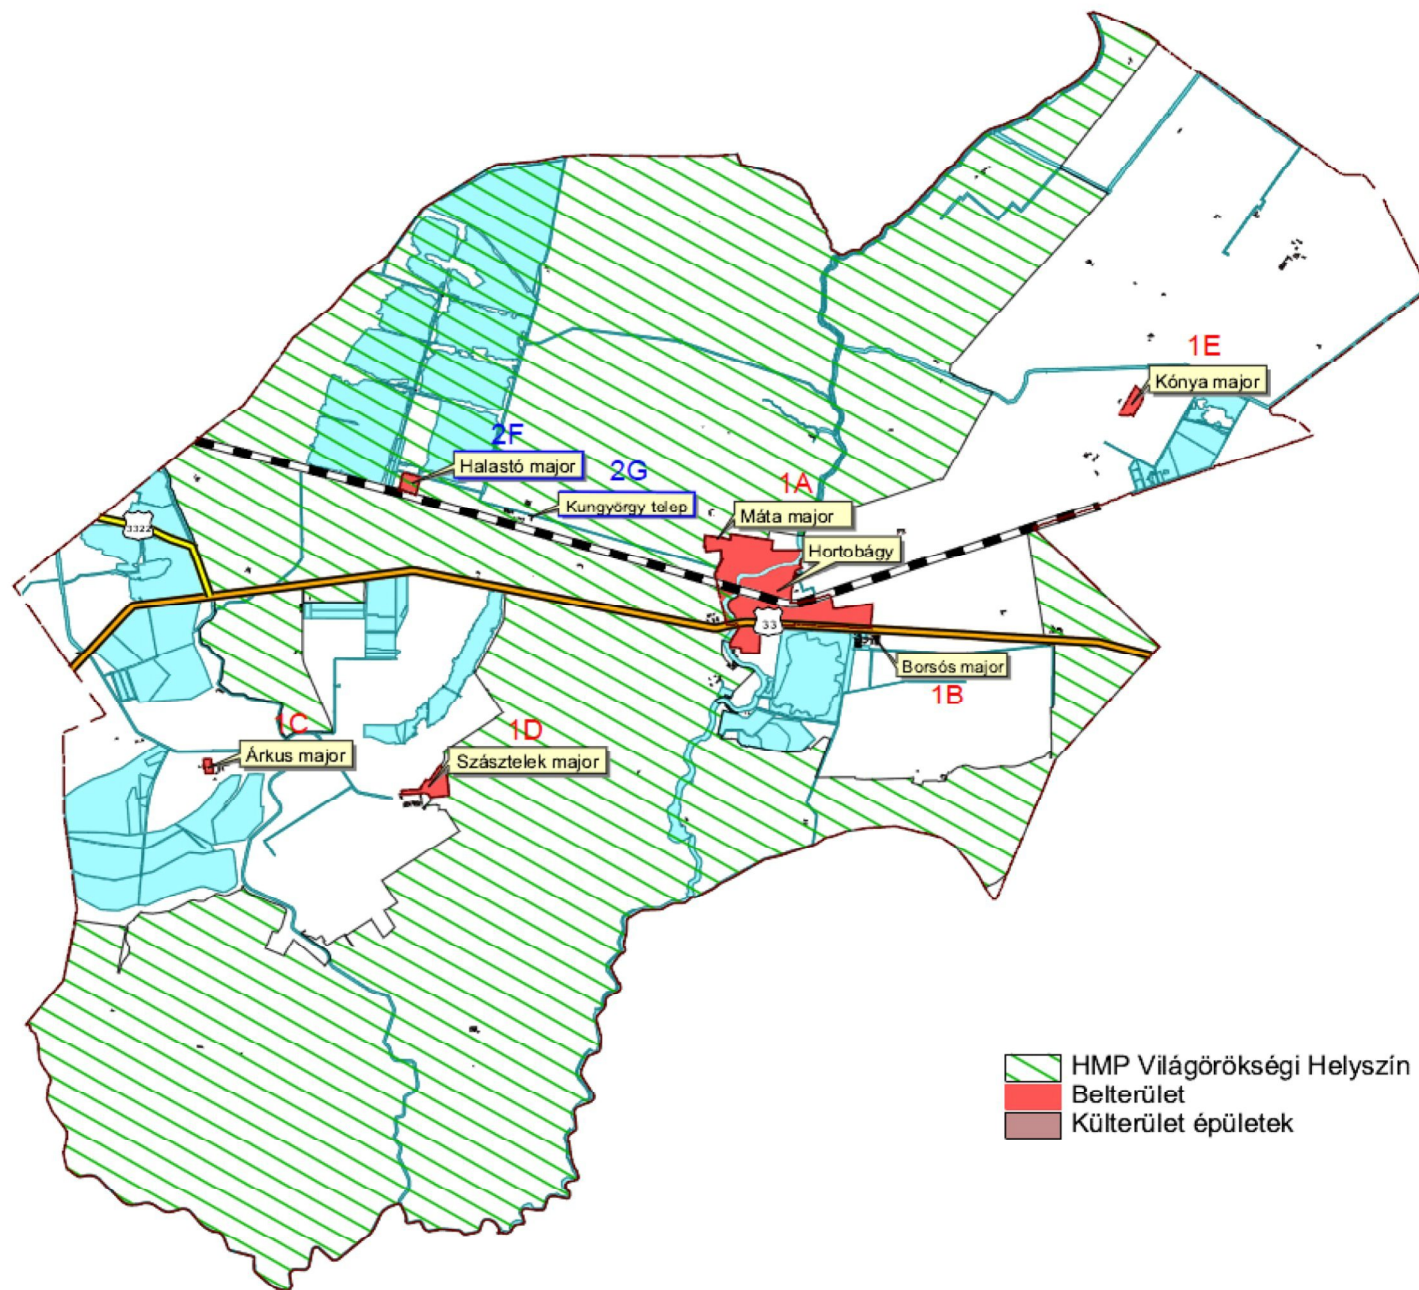 1E
Kónya major
2F
Halastó major
2G
Kungyörgy telep
1A
Máta major
Hortobágy
3322
33
Borsós major
1B
1C
Árkus major
1D
Szásztelek major
HMP Világörökségi Helyszín
Belterület
Külterület épületek